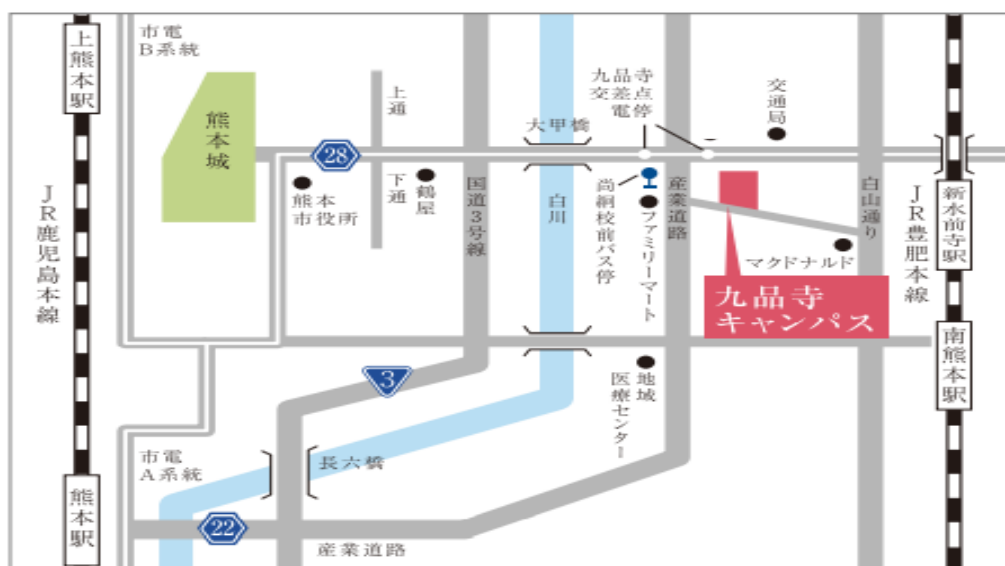 市電
B系統
上熊本駅
熊本城
上通
九品寺
交差点
電停
交通局
大甲橋
28
熊本
市役所
下通
鶴屋
国道3号線
白川
尚絅校前バス停
ファミリーマート
産業道路
白山通り
マクドナルド
JR鹿児島本線
JR豊肥本線
新水前寺駅
九品寺
キャンパス
南熊本駅
3
地域
医療センター
市電
A系統
長六橋
熊本駅
22
産業道路